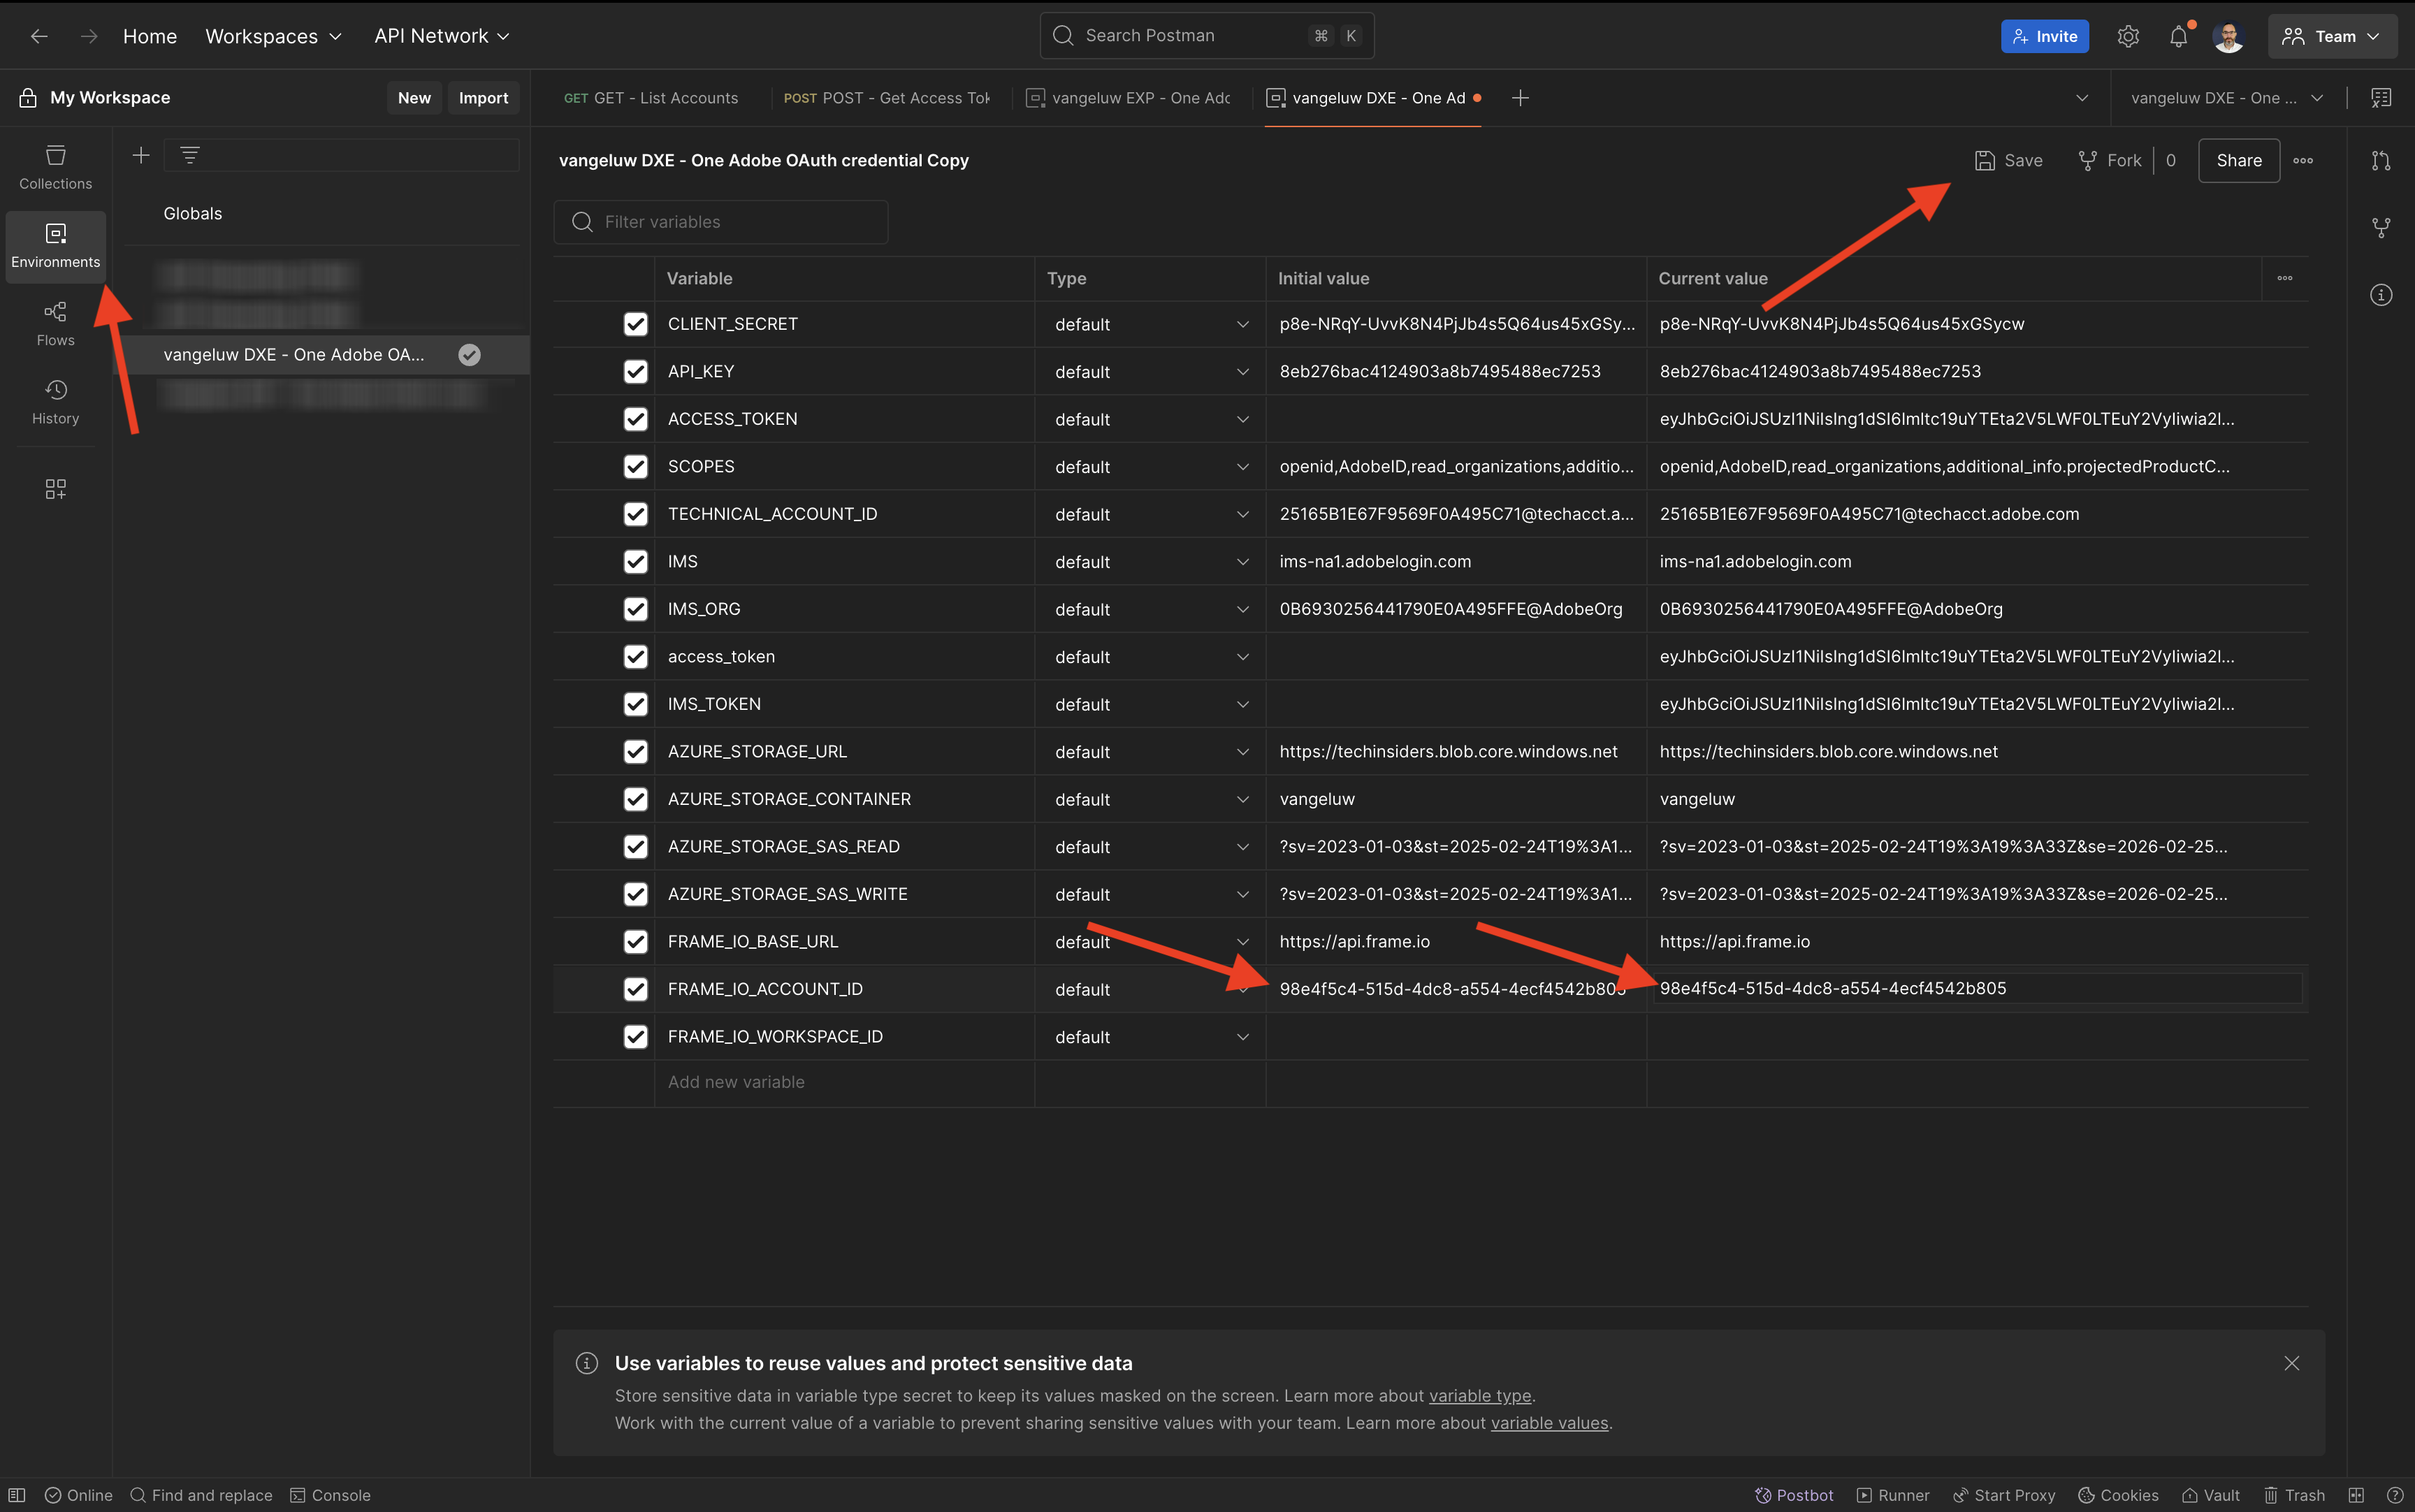 Home Workspaces API Network Search Postman ⌘ K Invite Team
My Workspace New Import GET GET - List Accounts POST POST - Get Access Tok vangeluw EXP - One Ado vangeluw DXE - One Ad vangeluw DXE - One ...
Collections
Environments
Flows
History
Globals
vangeluw DXE - One Adobe OA...
vangeluw DXE - One Adobe OAuth credential Copy Save Fork 0 Share
Filter variables
Variable Type Initial value Current value
CLIENT_SECRET default p8e-NRqY-UvvK8N4PjJb4s5Q64us45xGSy... p8e-NRqY-UvvK8N4PjJb4s5Q64us45xGSycw
API_KEY default 8eb276bac4124903a8b7495488ec7253 8eb276bac4124903a8b7495488ec7253
ACCESS_TOKEN default eyJhbGciOiJSUzI1NiIsIng1dSI6Imltc19uYTEta2V5LWF0LTEuY2VyIiwia2l...
SCOPES default openid,AdobeID,read_organizations,additio... openid,AdobeID,read_organizations,additional_info.projectedProductC...
TECHNICAL_ACCOUNT_ID default 25165B1E67F9569F0A495C71@techacct.a... 25165B1E67F9569F0A495C71@techacct.adobe.com
IMS default ims-na1.adobelogin.com ims-na1.adobelogin.com
IMS_ORG default 0B6930256441790E0A495FFE@AdobeOrg 0B6930256441790E0A495FFE@AdobeOrg
access_token default eyJhbGciOiJSUzI1NiIsIng1dSI6Imltc19uYTEta2V5LWF0LTEuY2VyIiwia2l...
IMS_TOKEN default eyJhbGciOiJSUzI1NiIsIng1dSI6Imltc19uYTEta2V5LWF0LTEuY2VyIiwia2l...
AZURE_STORAGE_URL default https://techinsiders.blob.core.windows.net https://techinsiders.blob.core.windows.net
AZURE_STORAGE_CONTAINER default vangeluw vangeluw
AZURE_STORAGE_SAS_READ default ?sv=2023-01-03&st=2025-02-24T19%3A1... ?sv=2023-01-03&st=2025-02-24T19%3A19%3A33Z&se=2026-02-25...
AZURE_STORAGE_SAS_WRITE default ?sv=2023-01-03&st=2025-02-24T19%3A1... ?sv=2023-01-03&st=2025-02-24T19%3A19%3A33Z&se=2026-02-25...
FRAME_IO_BASE_URL default https://api.frame.io https://api.frame.io
FRAME_IO_ACCOUNT_ID default 98e4f5c4-515d-4dc8-a554-4ecf4542b805 98e4f5c4-515d-4dc8-a554-4ecf4542b805
FRAME_IO_WORKSPACE_ID default
Add new variable
Use variables to reuse values and protect sensitive data
Store sensitive data in variable type secret to keep its values masked on the screen. Learn more about variable type.
Work with the current value of a variable to prevent sharing sensitive values with your team. Learn more about variable values.
Online Find and replace Console Postbot Runner Start Proxy Cookies Vault Trash